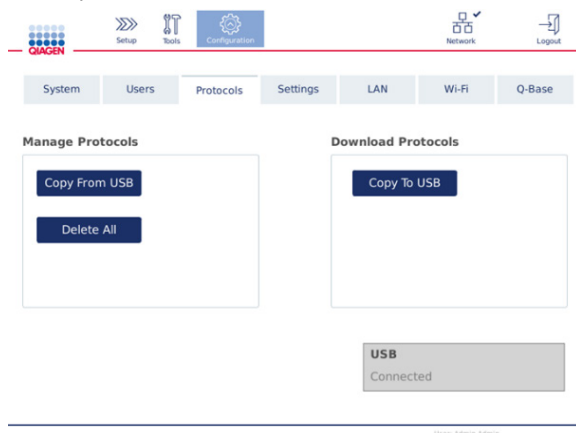 QIAGEN
Setup
Tools
Configuration
Network
Logout
System
Users
Protocols
Settings
LAN
Wi-Fi
Q-Base
Manage Protocols
Download Protocols
Copy From USB
Copy To USB
Delete All
USB
Connected